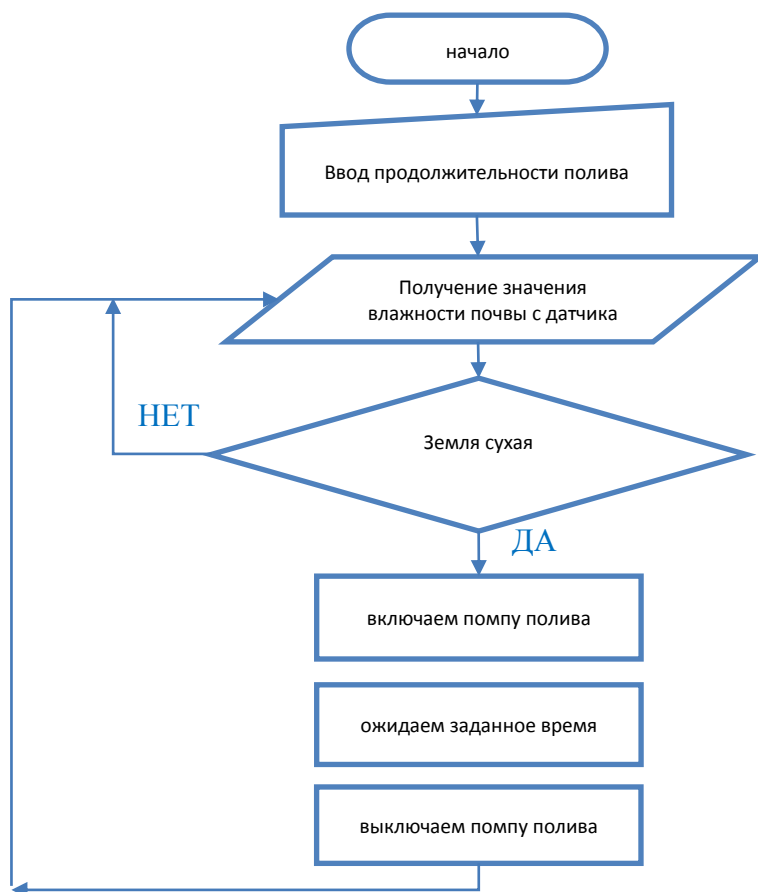 начало
Ввод продолжительности полива
Получение значения
влажности почвы с датчика
НЕТ
Земля сухая
ДА
включаем помпу полива
ожидаем заданное время
выключаем помпу полива